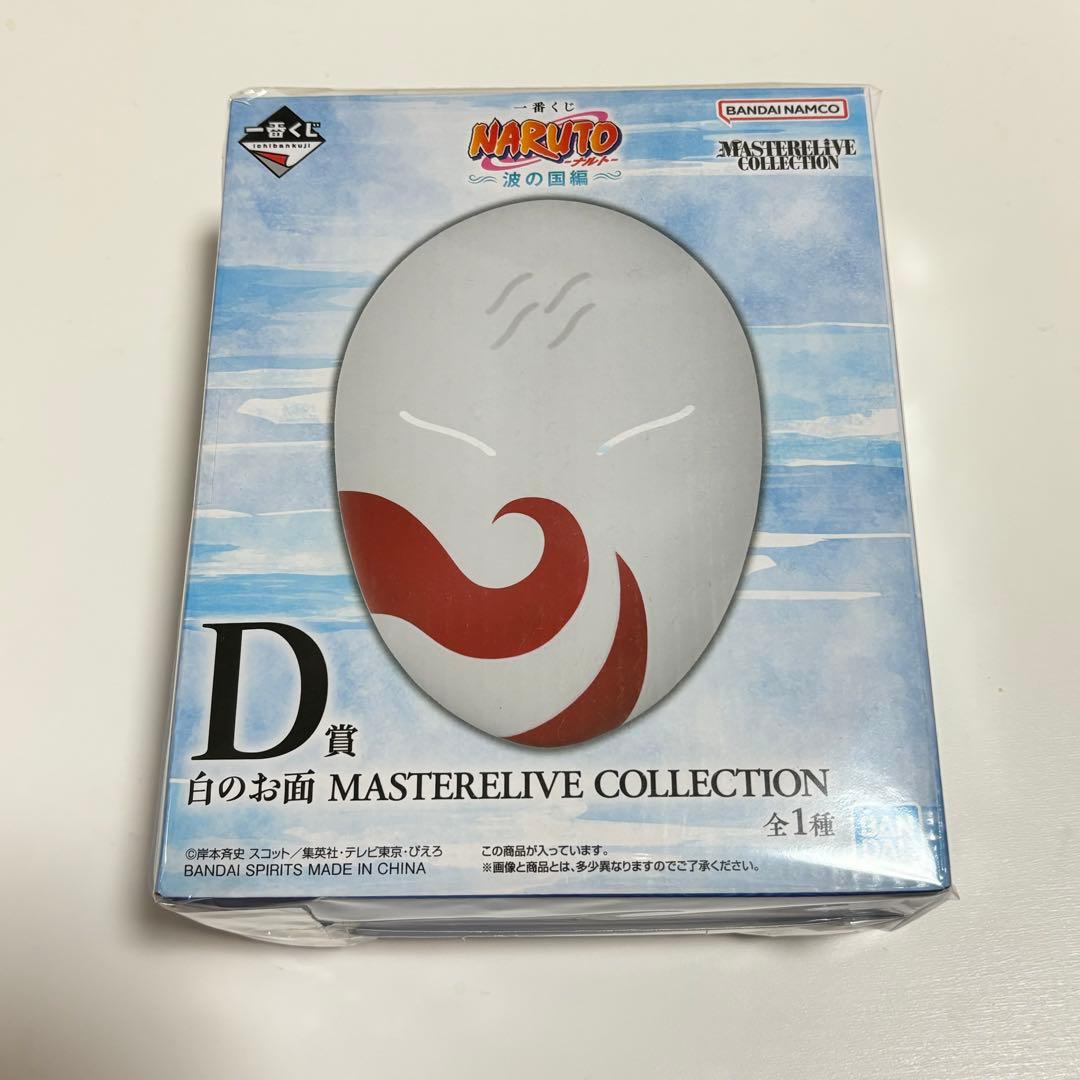 一番くじ
ichibankuji
一番くじ
NARUTO
-ナルト-
波の国編
BANDAI NAMCO
MASTERELIVE
COLLECTION
D賞
白のお面 MASTERELIVE COLLECTION
全1種
BAN
DAI
©岸本斉史 スコット／集英社・テレビ東京・ぴえろ
BANDAI SPIRITS MADE IN CHINA
この商品が入っています。
※画像と商品とは、多少異なりますのでご了承ください。